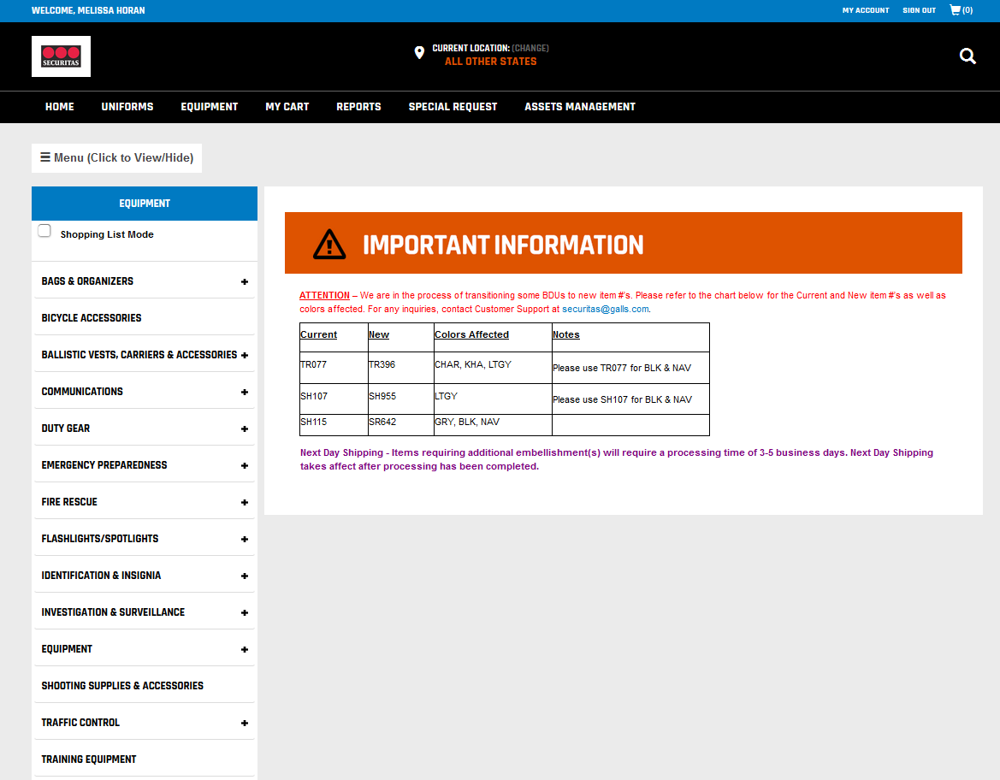 WELCOME, MELISSA HORAN
MY ACCOUNT
SIGN OUT
(0)
SECURITAS
CURRENT LOCATION: (CHANGE)
ALL OTHER STATES
HOME
UNIFORMS
EQUIPMENT
MY CART
REPORTS
SPECIAL REQUEST
ASSETS MANAGEMENT
Menu (Click to View/Hide)
EQUIPMENT
Shopping List Mode
BAGS & ORGANIZERS +
BICYCLE ACCESSORIES
BALLISTIC VESTS, CARRIERS & ACCESSORIES +
COMMUNICATIONS +
DUTY GEAR +
EMERGENCY PREPAREDNESS +
FIRE RESCUE +
FLASHLIGHTS/SPOTLIGHTS +
IDENTIFICATION & INSIGNIA +
INVESTIGATION & SURVEILLANCE +
EQUIPMENT +
SHOOTING SUPPLIES & ACCESSORIES
TRAFFIC CONTROL +
TRAINING EQUIPMENT
IMPORTANT INFORMATION
ATTENTION – We are in the process of transitioning some BDUs to new item #'s. Please refer to the chart below for the Current and New item #'s as well as
colors affected. For any inquiries, contact Customer Support at securitas@galls.com.
Current New Colors Affected Notes
TR077 TR396 CHAR, KHA, LTGY Please use TR077 for BLK & NAV
SH107 SH955 LTGY Please use SH107 for BLK & NAV
SH115 SR642 GRY, BLK, NAV
Next Day Shipping - Items requiring additional embellishment(s) will require a processing time of 3-5 business days. Next Day Shipping
takes affect after processing has been completed.